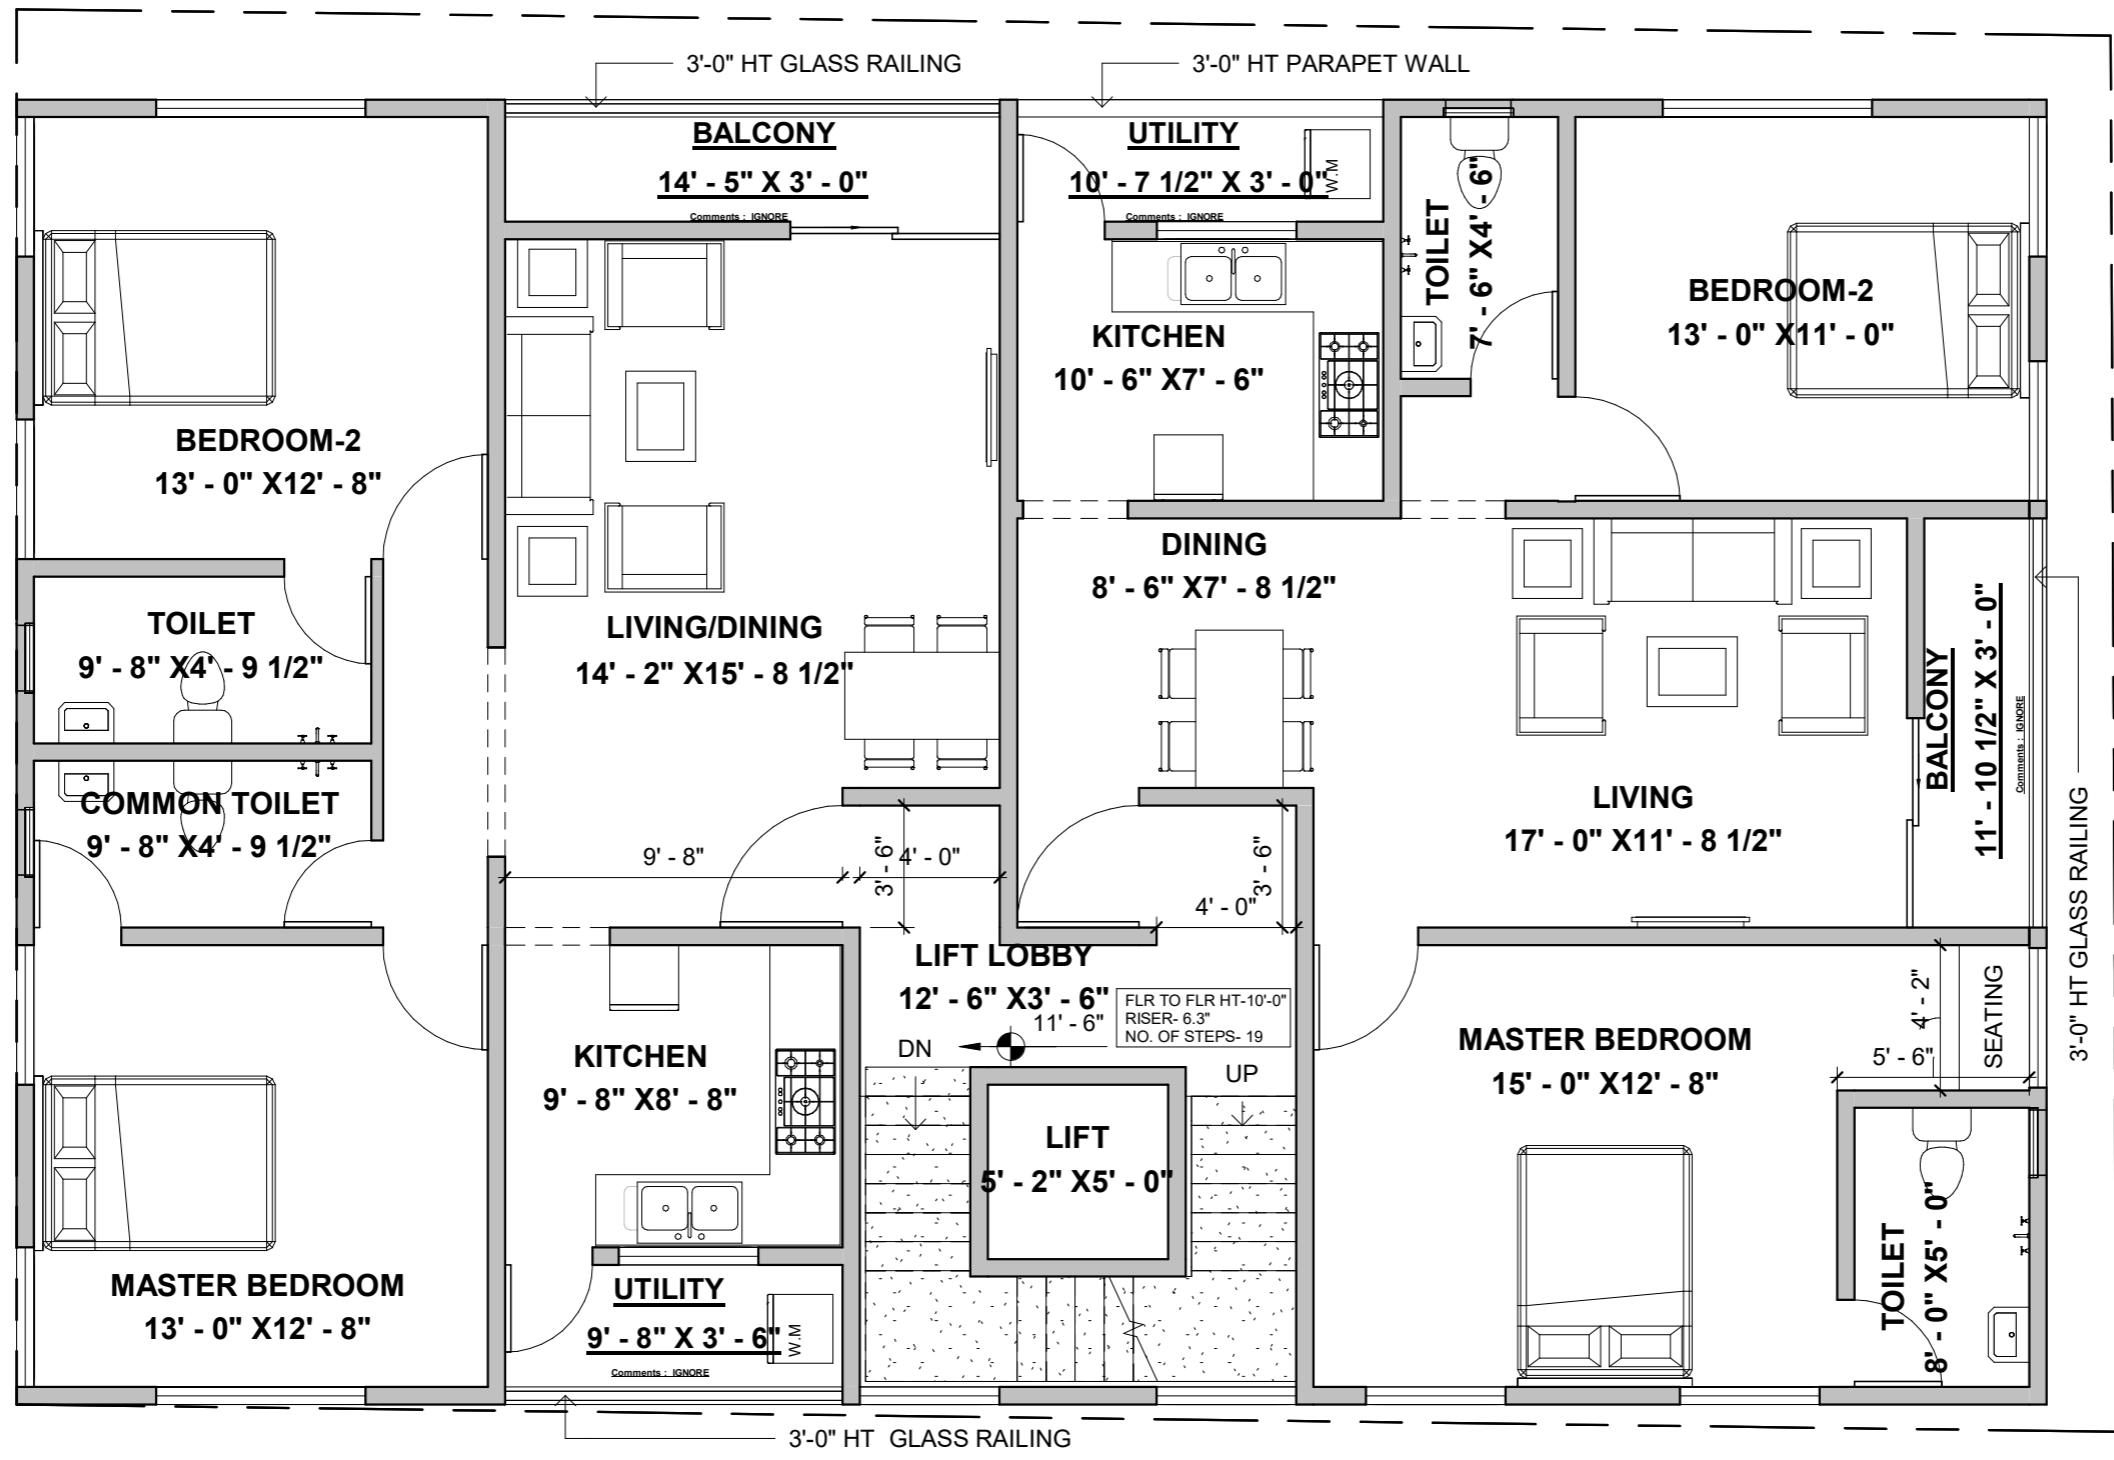 3'-0" HT GLASS RAILING
3'-0" HT PARAPET WALL
BALCONY
14' - 5" X 3' - 0"
Comments : IGNORE
UTILITY
10' - 7 1/2" X 3' - 0"
Comments : IGNORE
W.M
TOILET
7' - 6" X4' - 6"
BEDROOM-2
13' - 0" X11' - 0"
KITCHEN
10' - 6" X7' - 6"
BEDROOM-2
13' - 0" X12' - 8"
DINING
8' - 6" X7' - 8 1/2"
TOILET
9' - 8" X4' - 9 1/2"
LIVING/DINING
14' - 2" X15' - 8 1/2"
BALCONY
11' - 10 1/2" X 3' - 0"
Comments : IGNORE
3'-0" HT GLASS RAILING
COMMON TOILET
9' - 8" X4' - 9 1/2"
LIVING
17' - 0" X11' - 8 1/2"
9' - 8"
3' - 6"
4' - 0"
3' - 6"
4' - 0"
LIFT LOBBY
12' - 6" X3' - 6"
11' - 6"
FLR TO FLR HT-10'-0"
RISER- 6.3"
NO. OF STEPS- 19
DN
UP
KITCHEN
9' - 8" X8' - 8"
LIFT
5' - 2" X5' - 0"
MASTER BEDROOM
15' - 0" X12' - 8"
4' - 2"
5' - 6"
SEATING
TOILET
8' - 0" X5' - 0"
MASTER BEDROOM
13' - 0" X12' - 8"
UTILITY
9' - 8" X 3' - 6"
Comments : IGNORE
W.M
3'-0" HT  GLASS RAILING